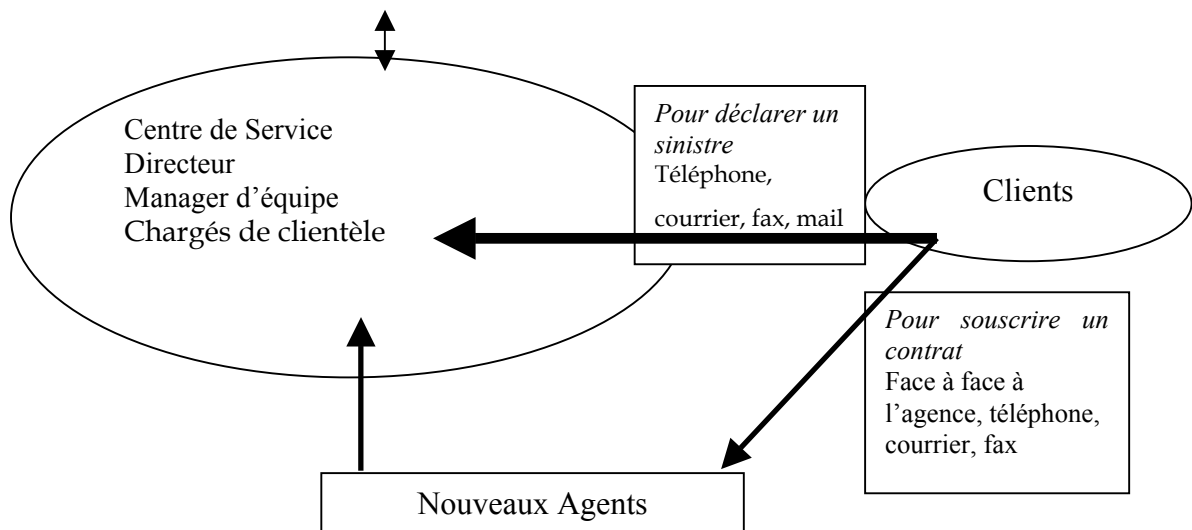 Centre de Service
Directeur
Manager d’équipe
Chargés de clientèle
Pour déclarer un
sinistre
Téléphone,
courrier, fax, mail
Clients
Pour souscrire un
contrat
Face à face à
l’agence, téléphone,
courrier, fax
Nouveaux Agents